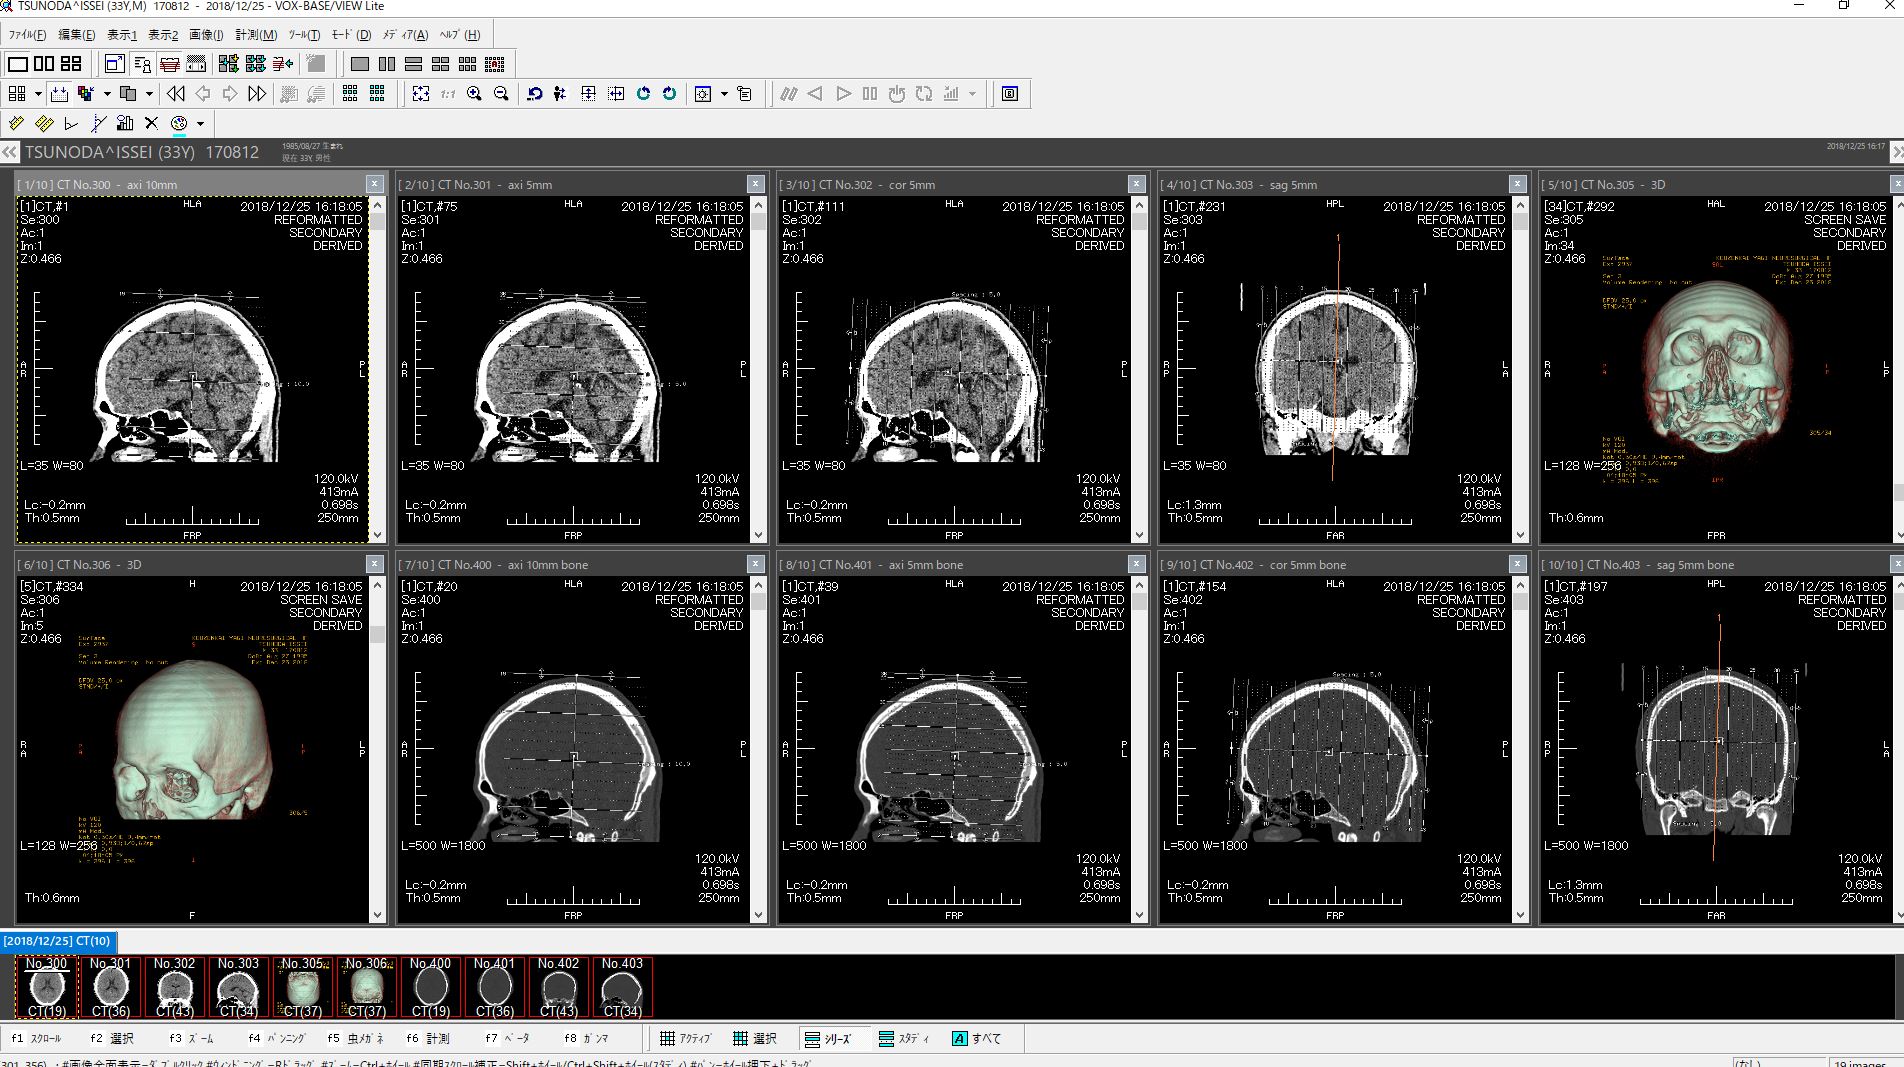 TSUNODA^ISSEI (33Y,M) 170812 - 2018/12/25 - VOX-BASE/VIEW Lite
ﾌｧｲﾙ(F) 編集(E) 表示1 表示2 画像(I) 計測(M) ﾂｰﾙ(T) ﾓｰﾄﾞ(D) ﾒﾃﾞｨｱ(A) ﾍﾙﾌﾟ(H)
1:1
TSUNODA^ISSEI (33Y) 170812
1985/08/27 生まれ
現在 33Y, 男性
2018/12/25 16:17
[ 1/10 ] CT No.300 - axi 10mm
[1]CT,#1
Se:300
Ac:1
Im:1
Z:0.466
HLA
2018/12/25 16:18:05
REFORMATTED
SECONDARY
DERIVED
A
R
P
L
L=35 W=80
Lc:-0.2mm
Th:0.5mm
120.0kV
413mA
0.698s
250mm
FRP
[ 2/10 ] CT No.301 - axi 5mm
[1]CT,#75
Se:301
Ac:1
Im:1
Z:0.466
HLA
2018/12/25 16:18:05
REFORMATTED
SECONDARY
DERIVED
A
R
P
L
L=35 W=80
Lc:-0.2mm
Th:0.5mm
120.0kV
413mA
0.698s
250mm
FRP
[ 3/10 ] CT No.302 - cor 5mm
[1]CT,#111
Se:302
Ac:1
Im:1
Z:0.466
HLA
2018/12/25 16:18:05
REFORMATTED
SECONDARY
DERIVED
Spacing : 5.0
A
R
P
L
L=35 W=80
Lc:-0.2mm
Th:0.5mm
120.0kV
413mA
0.698s
250mm
FRP
[ 4/10 ] CT No.303 - sag 5mm
[1]CT,#231
Se:303
Ac:1
Im:1
Z:0.466
HPL
2018/12/25 16:18:05
REFORMATTED
SECONDARY
DERIVED
R
P
L
A
L=35 W=80
Lc:1.3mm
Th:0.5mm
120.0kV
413mA
0.698s
250mm
FAR
[ 5/10 ] CT No.305 - 3D
[34]CT,#292
Se:305
Ac:1
Im:34
Z:0.466
HAL
2018/12/25 16:18:05
SCREEN SAVE
SECONDARY
DERIVED
R
A
L
P
305/34
L=128 W=256
Th:0.6mm
FPR
[ 6/10 ] CT No.306 - 3D
[5]CT,#334
Se:306
Ac:1
Im:5
Z:0.466
H
2018/12/25 16:18:05
SCREEN SAVE
SECONDARY
DERIVED
R
A
L
P
306/5
L=128 W=256
Th:0.6mm
F
[ 7/10 ] CT No.400 - axi 10mm bone
[1]CT,#20
Se:400
Ac:1
Im:1
Z:0.466
HLA
2018/12/25 16:18:05
REFORMATTED
SECONDARY
DERIVED
A
R
P
L
L=500 W=1800
Lc:-0.2mm
Th:0.5mm
120.0kV
413mA
0.698s
250mm
FRP
[ 8/10 ] CT No.401 - axi 5mm bone
[1]CT,#39
Se:401
Ac:1
Im:1
Z:0.466
HLA
2018/12/25 16:18:05
REFORMATTED
SECONDARY
DERIVED
A
R
P
L
L=500 W=1800
Lc:-0.2mm
Th:0.5mm
120.0kV
413mA
0.698s
250mm
FRP
[ 9/10 ] CT No.402 - cor 5mm bone
[1]CT,#154
Se:402
Ac:1
Im:1
Z:0.466
HLA
2018/12/25 16:18:05
REFORMATTED
SECONDARY
DERIVED
Spacing : 5.0
A
R
P
L
L=500 W=1800
Lc:-0.2mm
Th:0.5mm
120.0kV
413mA
0.698s
250mm
FRP
[ 10/10 ] CT No.403 - sag 5mm bone
[1]CT,#197
Se:403
Ac:1
Im:1
Z:0.466
HPL
2018/12/25 16:18:05
REFORMATTED
SECONDARY
DERIVED
R
P
L
A
Spacing : 5.0
L=500 W=1800
Lc:1.3mm
Th:0.5mm
120.0kV
413mA
0.698s
250mm
FAR
[2018/12/25] CT(10)
No.300 No.301 No.302 No.303 No.305 No.306 No.400 No.401 No.402 No.403
CT(19) CT(36) CT(43) CT(34) CT(37) CT(37) CT(19) CT(36) CT(43) CT(34)
f1 ｽｸﾛｰﾙ f2 選択 f3 ｽﾞｰﾑ f4 ﾊﾟﾝﾆﾝｸﾞ f5 虫ﾒｶﾞﾈ f6 計測 f7 ﾍﾞｰﾀ f8 ｶﾞﾝﾏ ｱｸﾃｨﾌﾞ 選択 ｼﾘｰｽﾞ ｽﾀﾃﾞｨ すべて